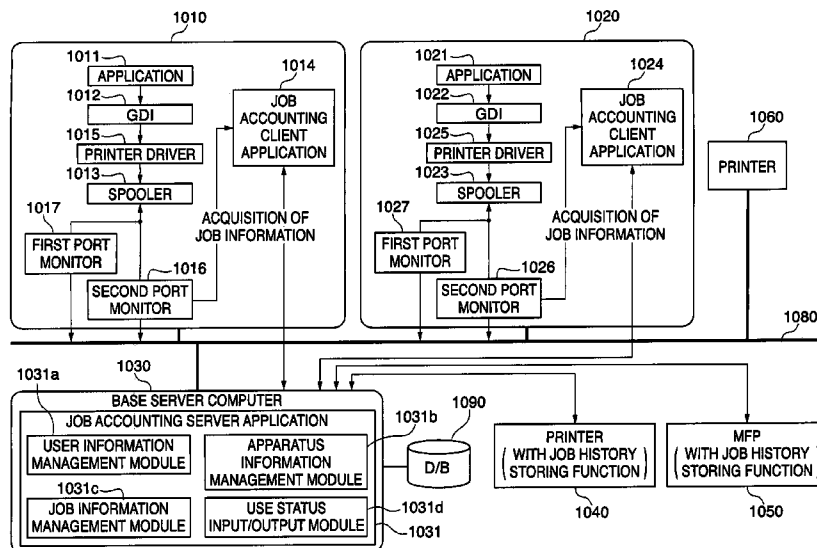 1010
1011
APPLICATION
1012
GDI
1015
PRINTER DRIVER
1013
SPOOLER
1014
JOB
ACCOUNTING
CLIENT
APPLICATION
1017
FIRST PORT
MONITOR
ACQUISITION OF
JOB INFORMATION
1016
SECOND PORT
MONITOR
1020
1021
APPLICATION
1022
GDI
1025
PRINTER DRIVER
1023
SPOOLER
1024
JOB
ACCOUNTING
CLIENT
APPLICATION
1027
FIRST PORT
MONITOR
ACQUISITION OF
JOB INFORMATION
1026
SECOND PORT
MONITOR
1060
PRINTER
1080
1030
BASE SERVER COMPUTER
JOB ACCOUNTING SERVER APPLICATION
1031a
USER INFORMATION
MANAGEMENT MODULE
1031b
APPARATUS
INFORMATION
MANAGEMENT MODULE
1031c
JOB INFORMATION
MANAGEMENT MODULE
1031d
USE STATUS
INPUT/OUTPUT MODULE
1031
1090
D/B
PRINTER
(WITH JOB HISTORY
STORING FUNCTION)
1040
MFP
(WITH JOB HISTORY
STORING FUNCTION)
1050